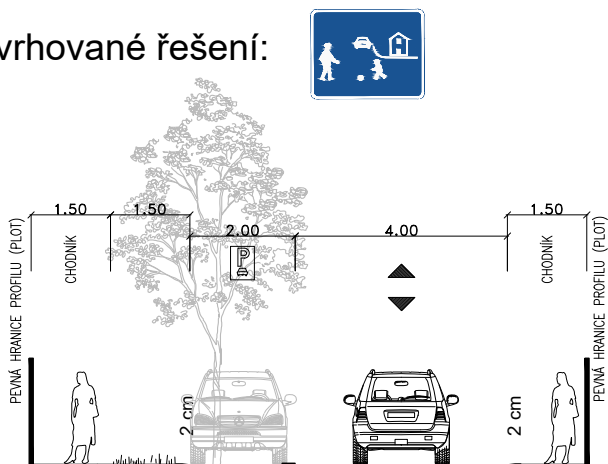 vrhované řešení:
1.50
1.50
2.00
4.00
1.50
PEVNÁ HRANICE PROFILU (PLOT)
CHODNÍK
P
CHODNÍK
PEVNÁ HRANICE PROFILU (PLOT)
2 cm
2 cm